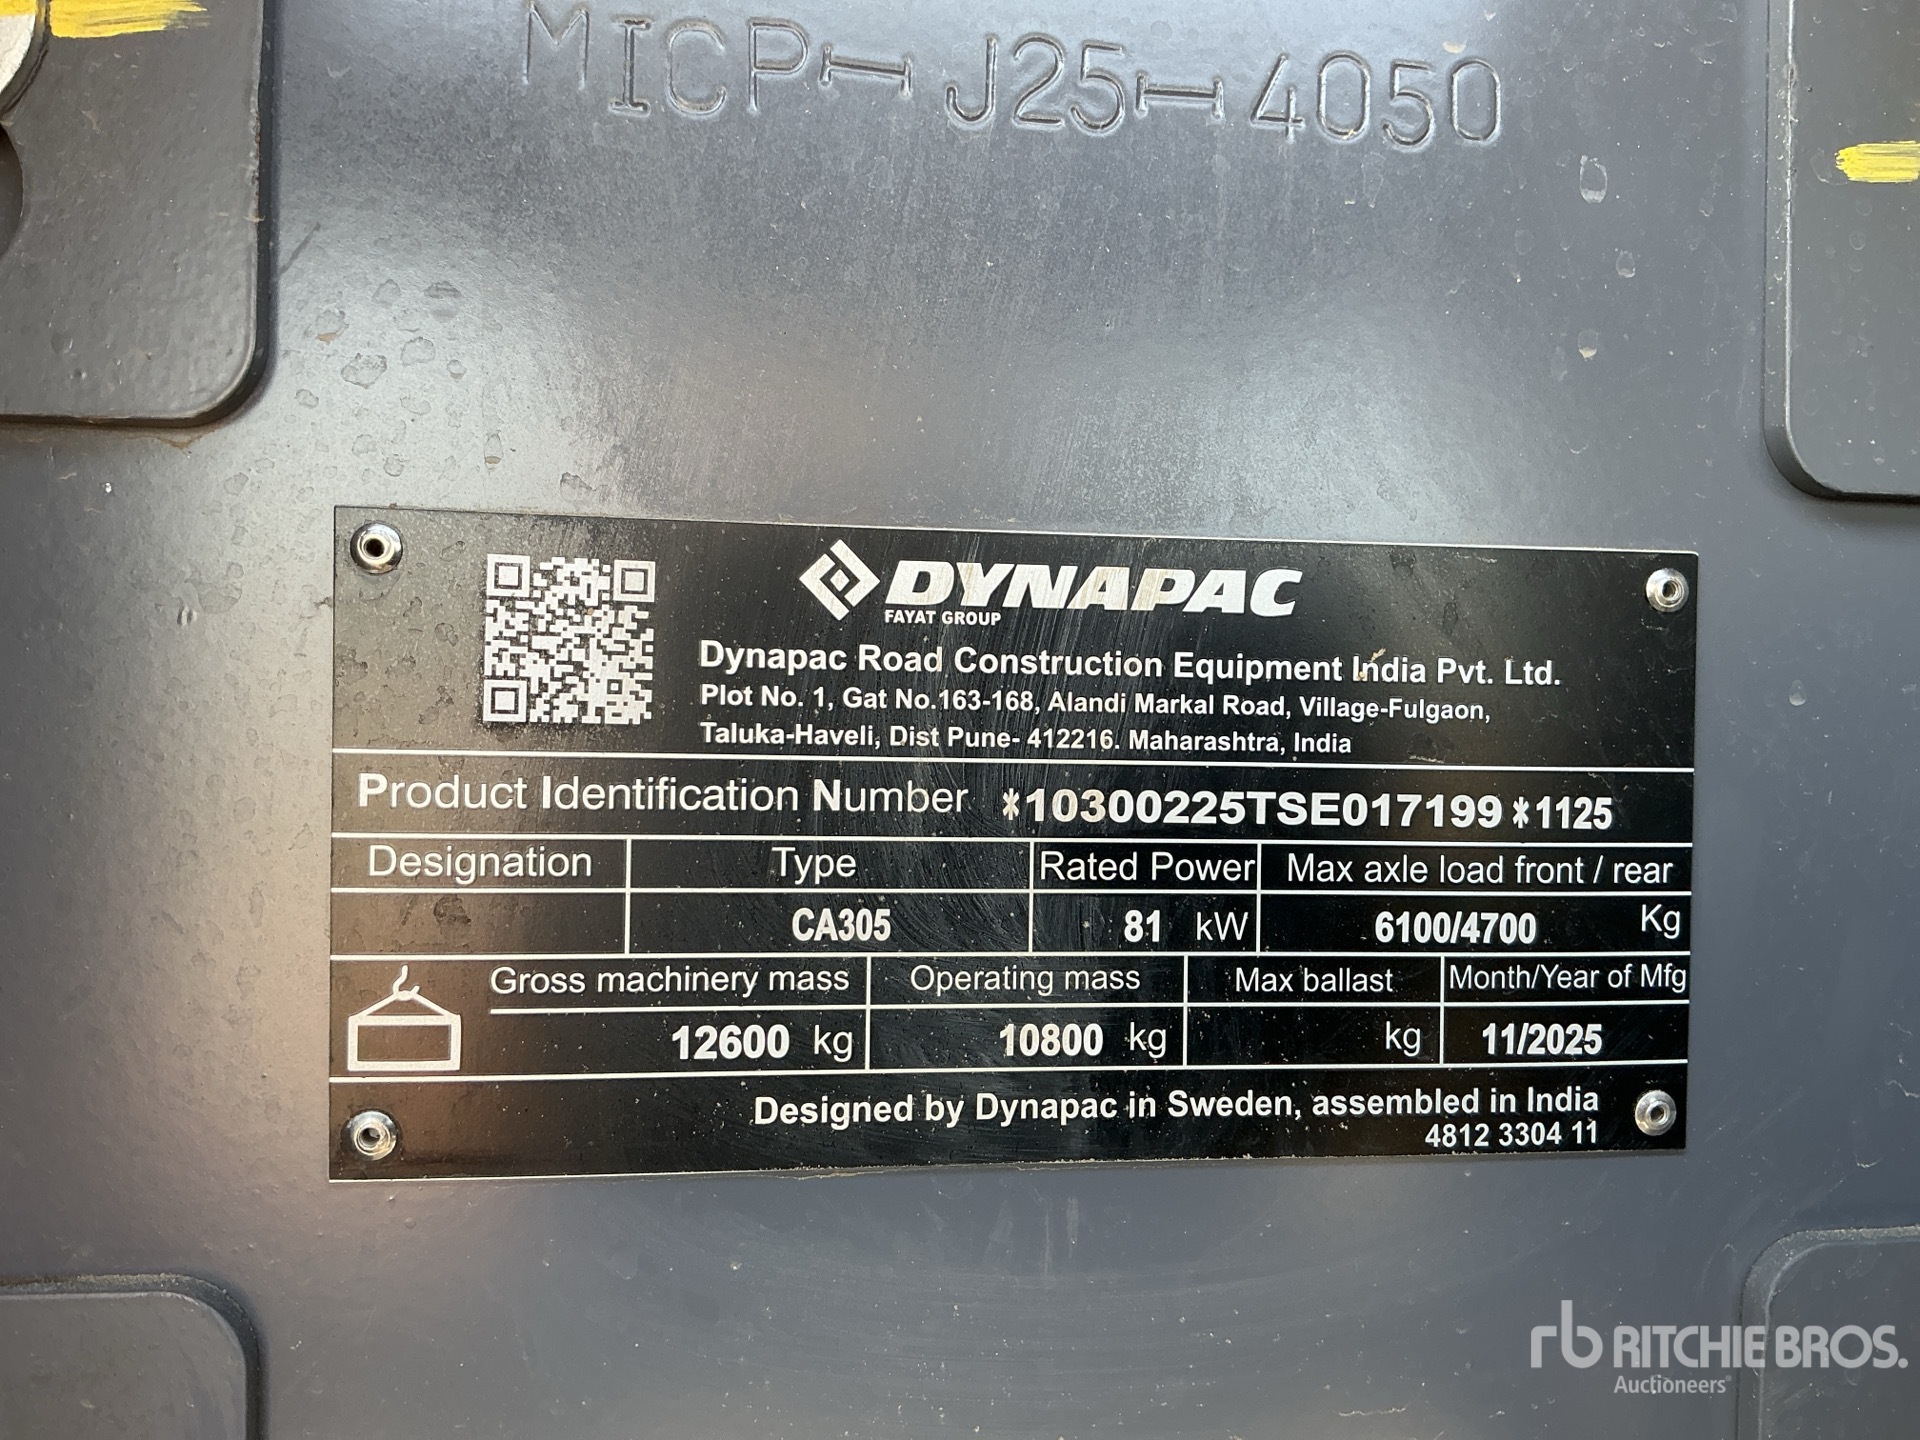 MICP-J25-4050
DYNAPAC
FAYAT GROUP
Dynapac Road Construction Equipment India Pvt. Ltd.
Plot No. 1, Gat No.163-168, Alandi Markal Road, Village-Fulgaon,
Taluka-Haveli, Dist Pune- 412216. Maharashtra, India
Product Identification Number *10300225TSE017199*1125
Designation Type Rated Power Max axle load front / rear
CA305 81 kW 6100/4700 Kg
Gross machinery mass Operating mass Max ballast Month/Year of Mfg
12600 kg 10800 kg kg 11/2025
Designed by Dynapac in Sweden, assembled in India
4812 3304 11
rb RITCHIE BROS.
Auctioneers